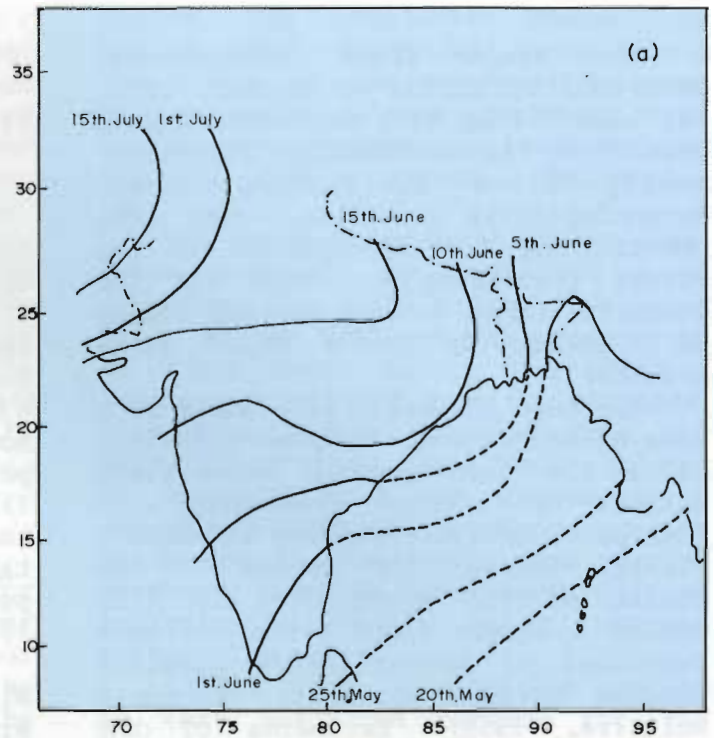 (a)
35
15th. July 1st. July
30
15th. June
10th June
5th. June
25
20
15
10
1st. June
25th,May
20th,May
70 75 80 85 90 95